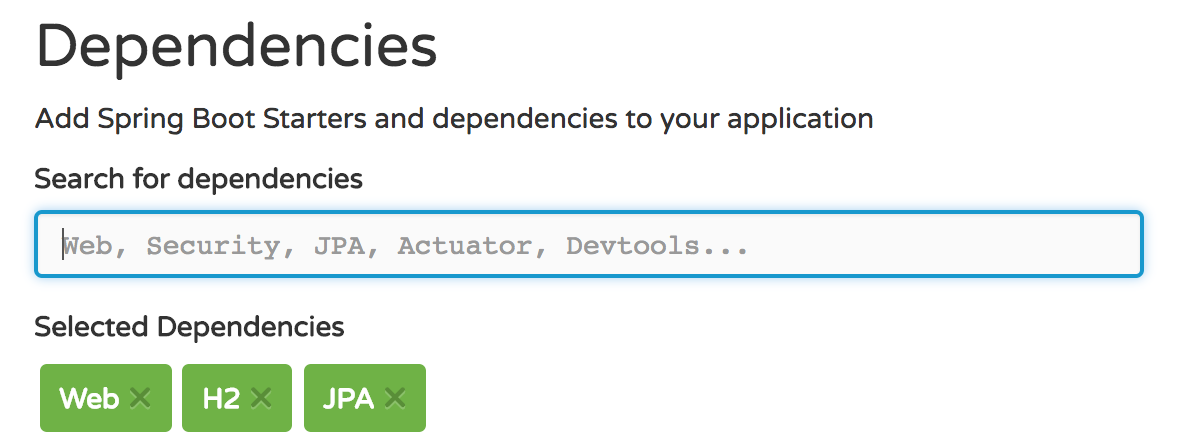 Dependencies
Add Spring Boot Starters and dependencies to your application
Search for dependencies
Web, Security, JPA, Actuator, Devtools...
Selected Dependencies
Web × H2 × JPA ×